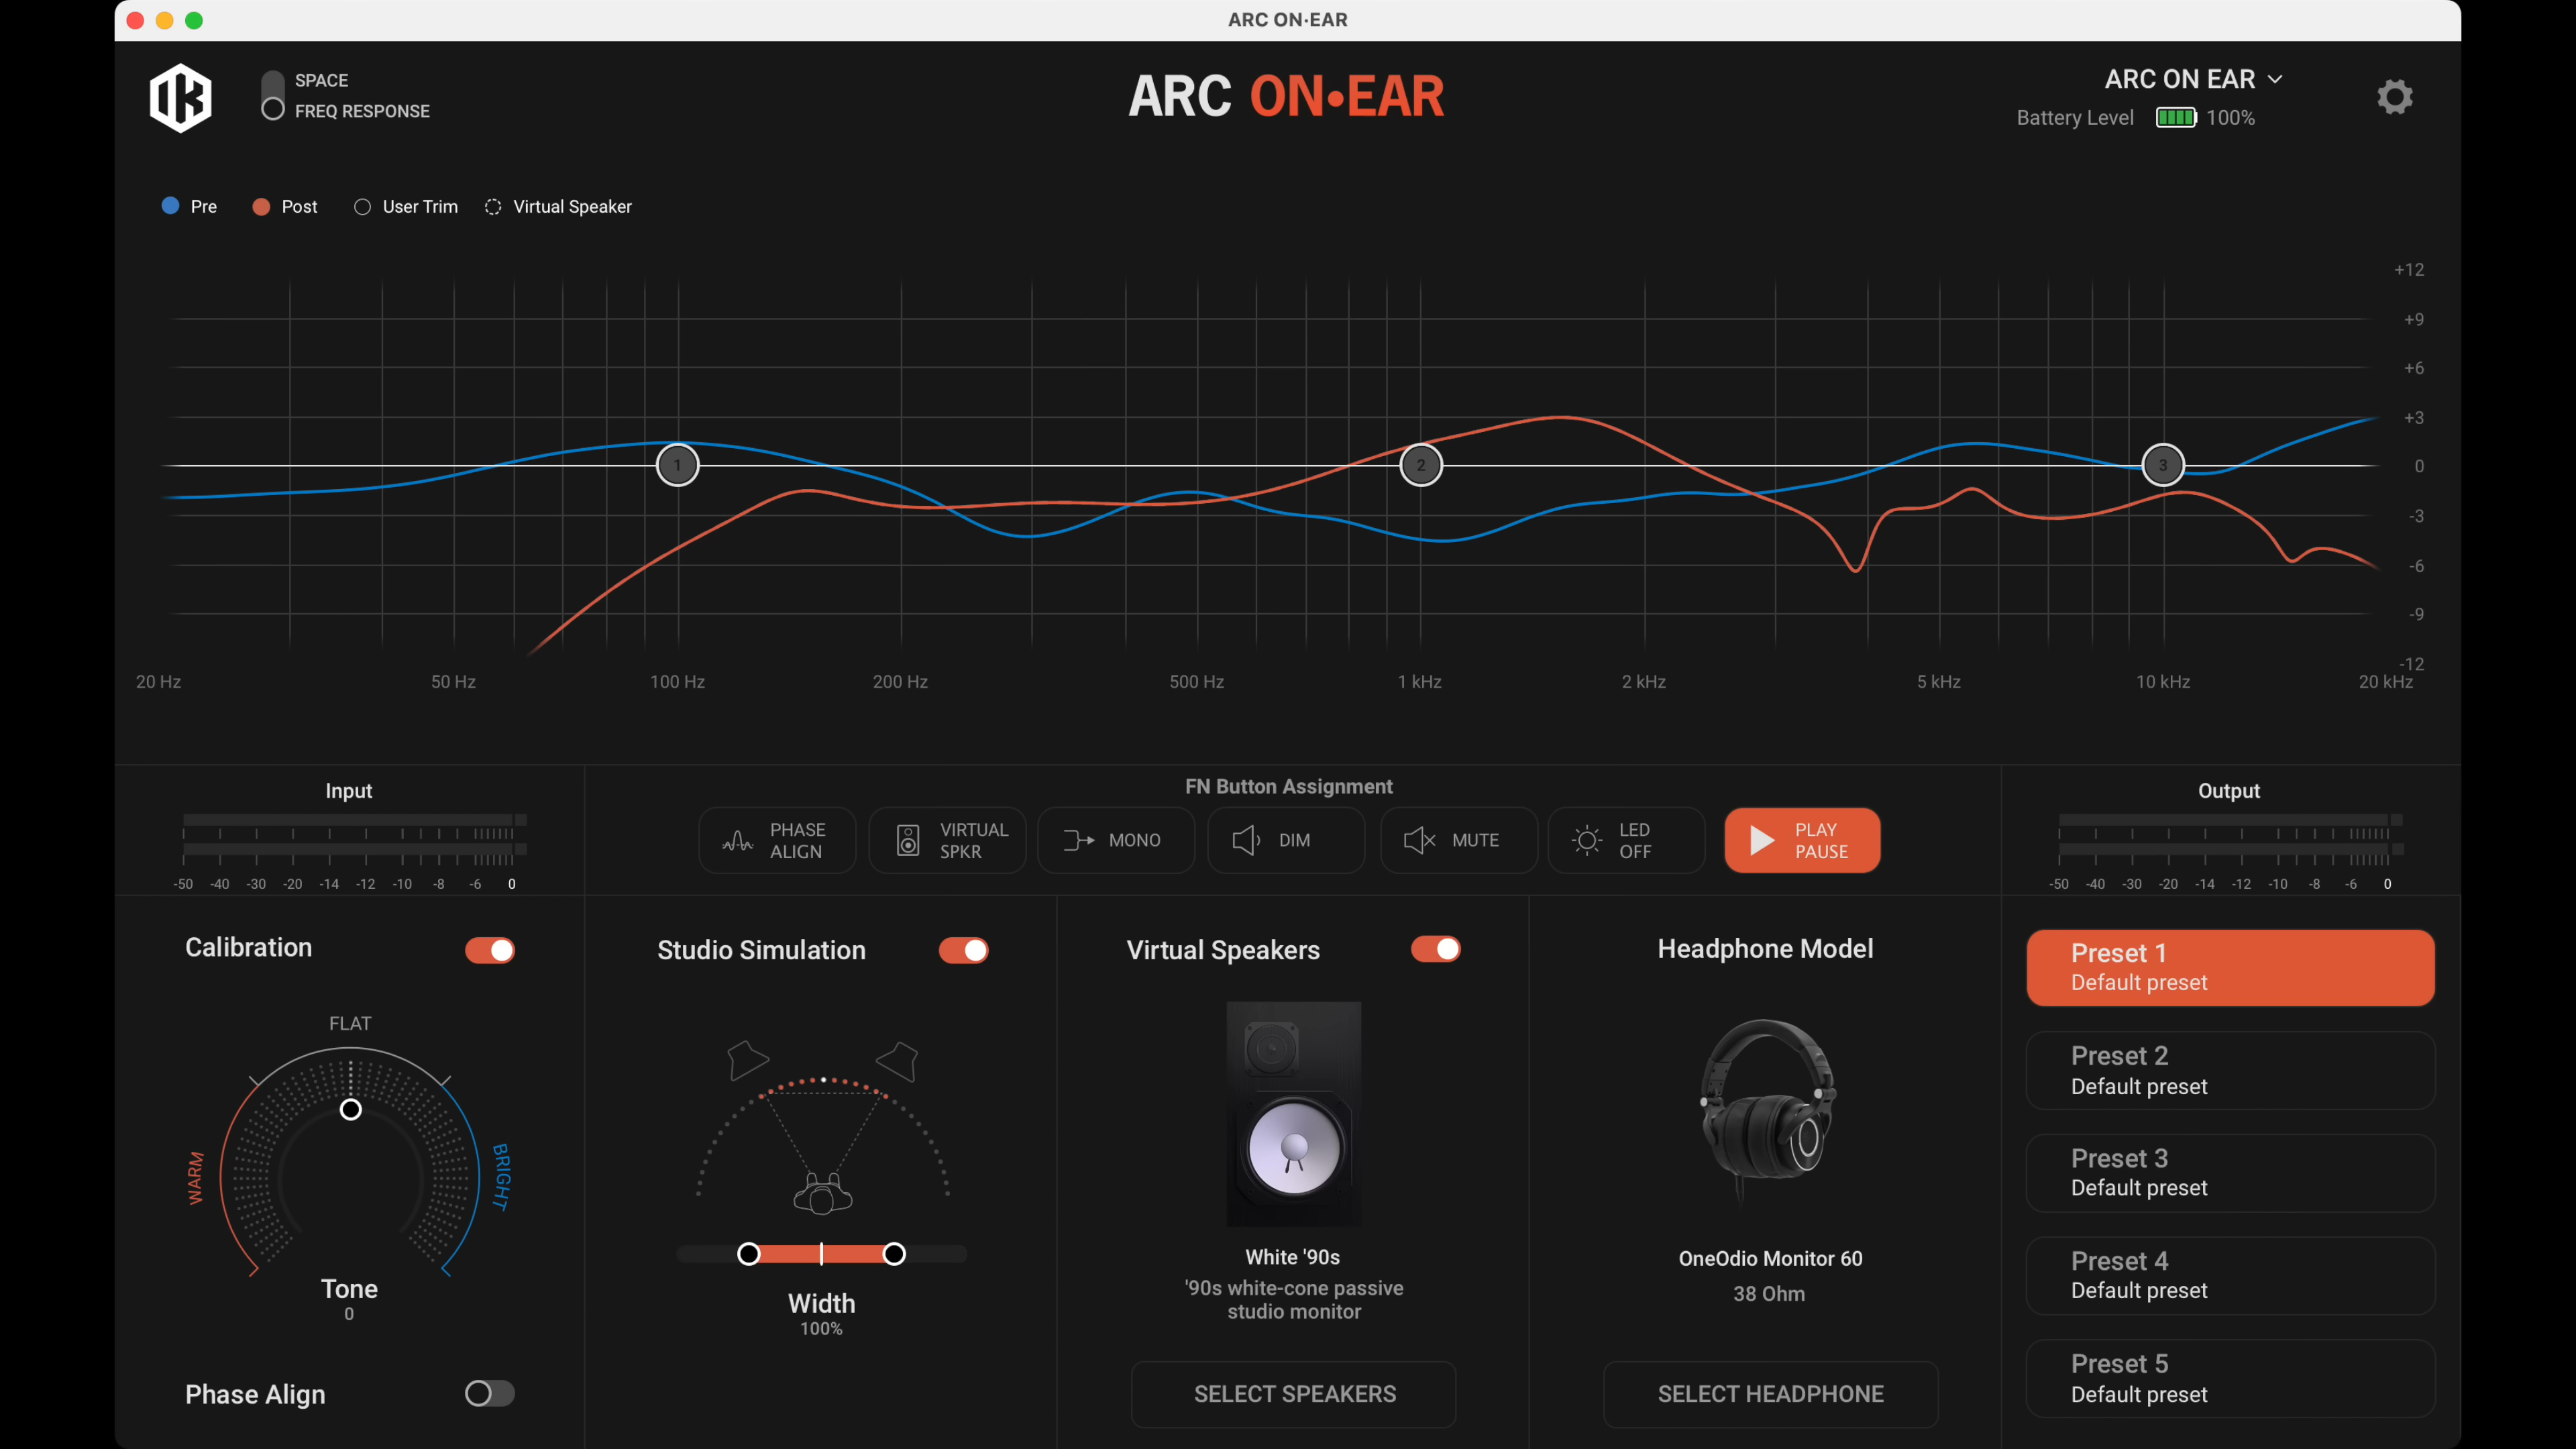 ARC ON·EAR
SPACE
FREQ RESPONSE
ARC ON•EAR
ARC ON EAR
Battery Level 100%
Pre Post User Trim Virtual Speaker
+12
+9
+6
+3
0
-3
-6
-9
-12
1 2 3
20 Hz 50 Hz 100 Hz 200 Hz 500 Hz 1 kHz 2 kHz 5 kHz 10 kHz 20 kHz
Input
-50 -40 -30 -20 -14 -12 -10 -8 -6 0
FN Button Assignment
PHASE
ALIGN
VIRTUAL
SPKR
MONO
DIM
MUTE
LED
OFF
PLAY
PAUSE
Output
-50 -40 -30 -20 -14 -12 -10 -8 -6 0
Calibration
FLAT
WARM
BRIGHT
Tone
0
Phase Align
Studio Simulation
Width
100%
Virtual Speakers
White '90s
'90s white-cone passive
studio monitor
SELECT SPEAKERS
Headphone Model
OneOdio Monitor 60
38 Ohm
SELECT HEADPHONE
Preset 1
Default preset
Preset 2
Default preset
Preset 3
Default preset
Preset 4
Default preset
Preset 5
Default preset